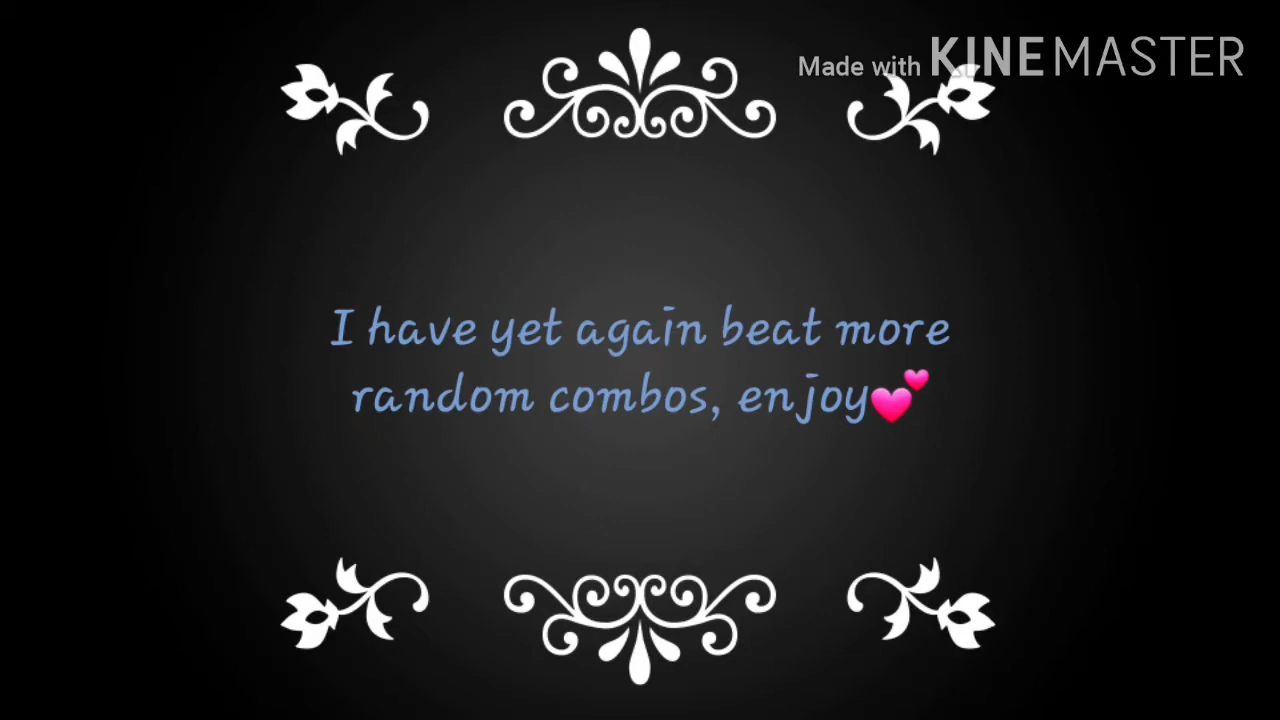 Made with KINEMASTER
I have yet again beat more
random combos, enjoy💕